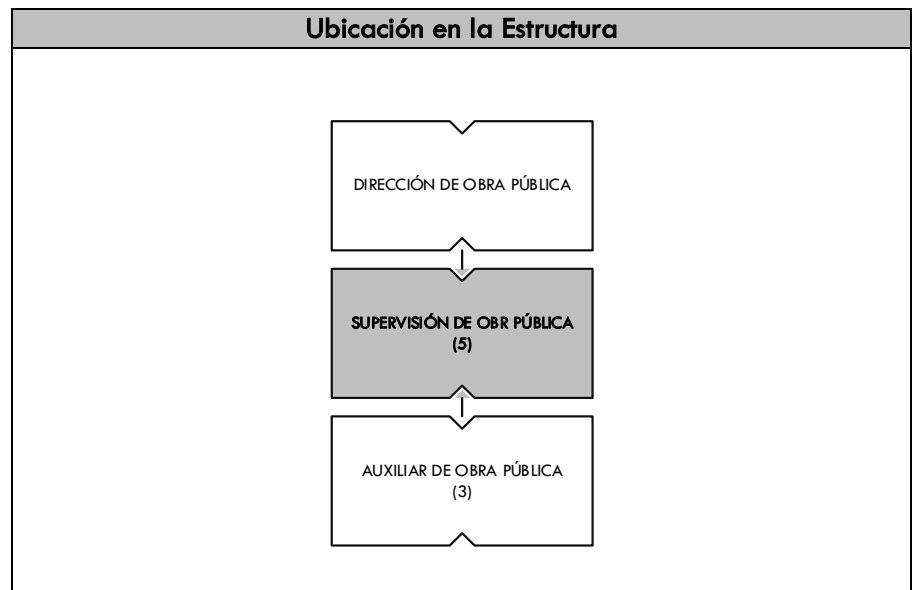 Ubicación en la Estructura
DIRECCIÓN DE OBRA PÚBLICA
SUPERVISIÓN DE OBR PÚBLICA
(5)
AUXILIAR DE OBRA PÚBLICA
(3)